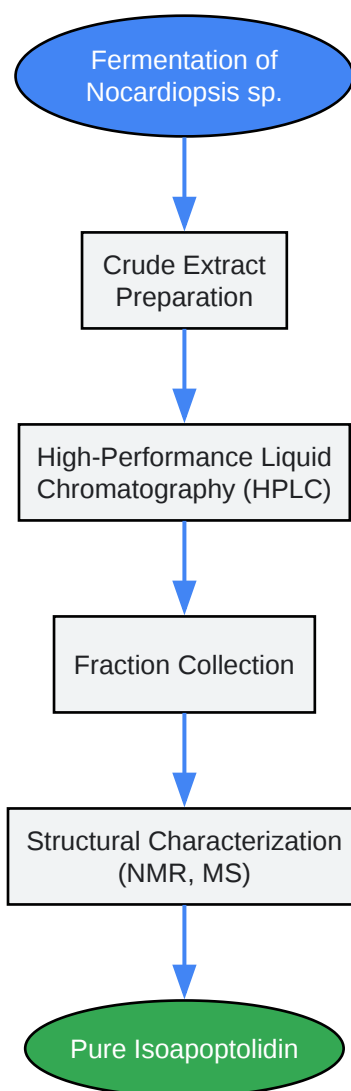 Fermentation of
Nocardiopsis sp.
Crude Extract
Preparation
High-Performance Liquid
Chromatography (HPLC)
Fraction Collection
Structural Characterization
(NMR, MS)
Pure Isoapoptolidin